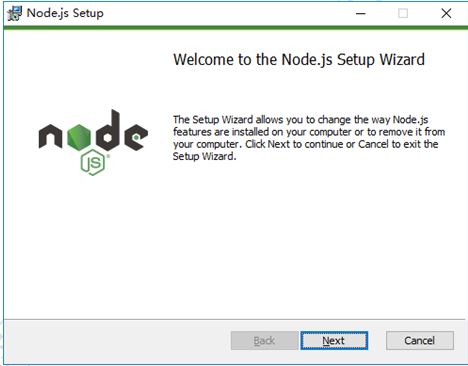 Node.js Setup
Welcome to the Node.js Setup Wizard
The Setup Wizard allows you to change the way Node.js
features are installed on your computer or to remove it from
your computer. Click Next to continue or Cancel to exit the
Setup Wizard.
node
JS®
Back
Next
Cancel